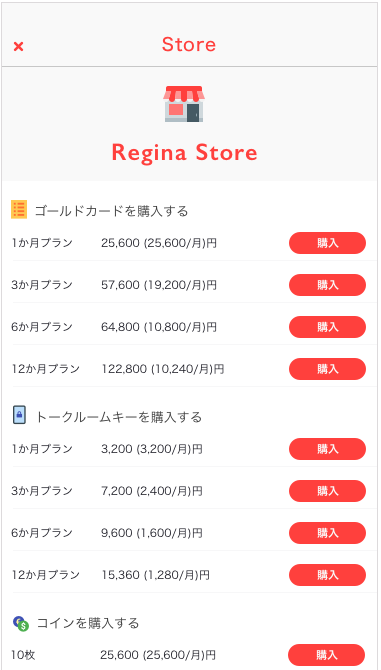 Store
Regina Store
ゴールドカードを購入する
1か月プラン 25,600 (25,600/月)円 購入
3か月プラン 57,600 (19,200/月)円 購入
6か月プラン 64,800 (10,800/月)円 購入
12か月プラン 122,800 (10,240/月)円 購入
トークルームキーを購入する
1か月プラン 3,200 (3,200/月)円 購入
3か月プラン 7,200 (2,400/月)円 購入
6か月プラン 9,600 (1,600/月)円 購入
12か月プラン 15,360 (1,280/月)円 購入
コインを購入する
10枚 25,600 (25,600/月)円 購入